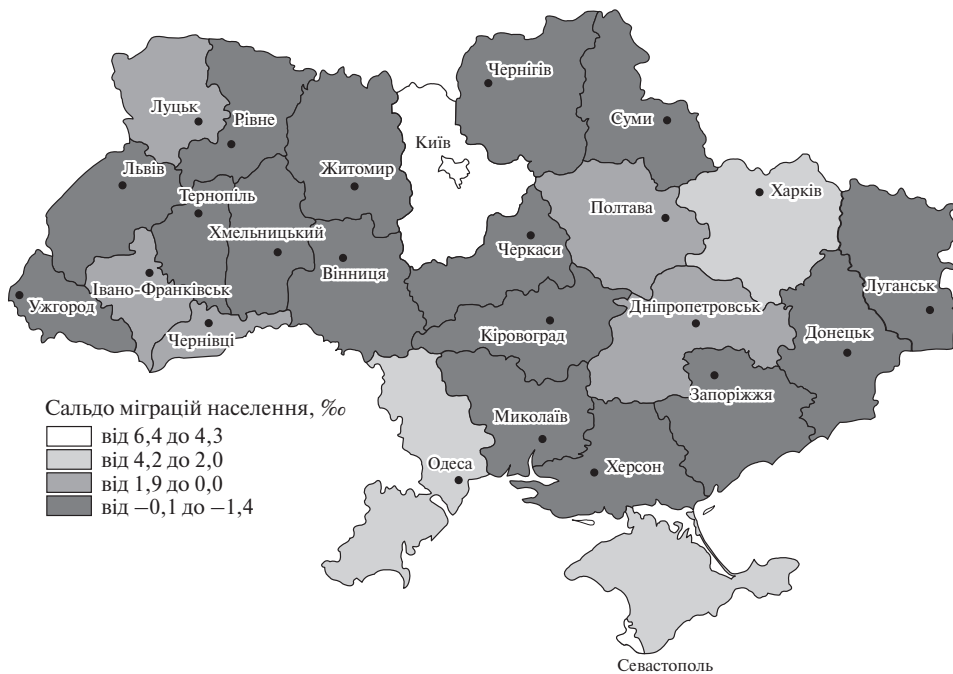 Чернігів
Луцьк
Рівне
Суми
Київ
Львів
Житомир
Харків
Тернопіль
Полтава
Хмельницький
Черкаси
Вінниця
Івано-Франківськ
Луганськ
Ужгород
Дніпропетровськ
Чернівці
Кіровоград
Донецьк
Запоріжжя
Сальдо міграцій населення, ‰
від 6,4 до 4,3
від 4,2 до 2,0
від 1,9 до 0,0
від −0,1 до −1,4
Миколаїв
Одеса
Херсон
Севастополь